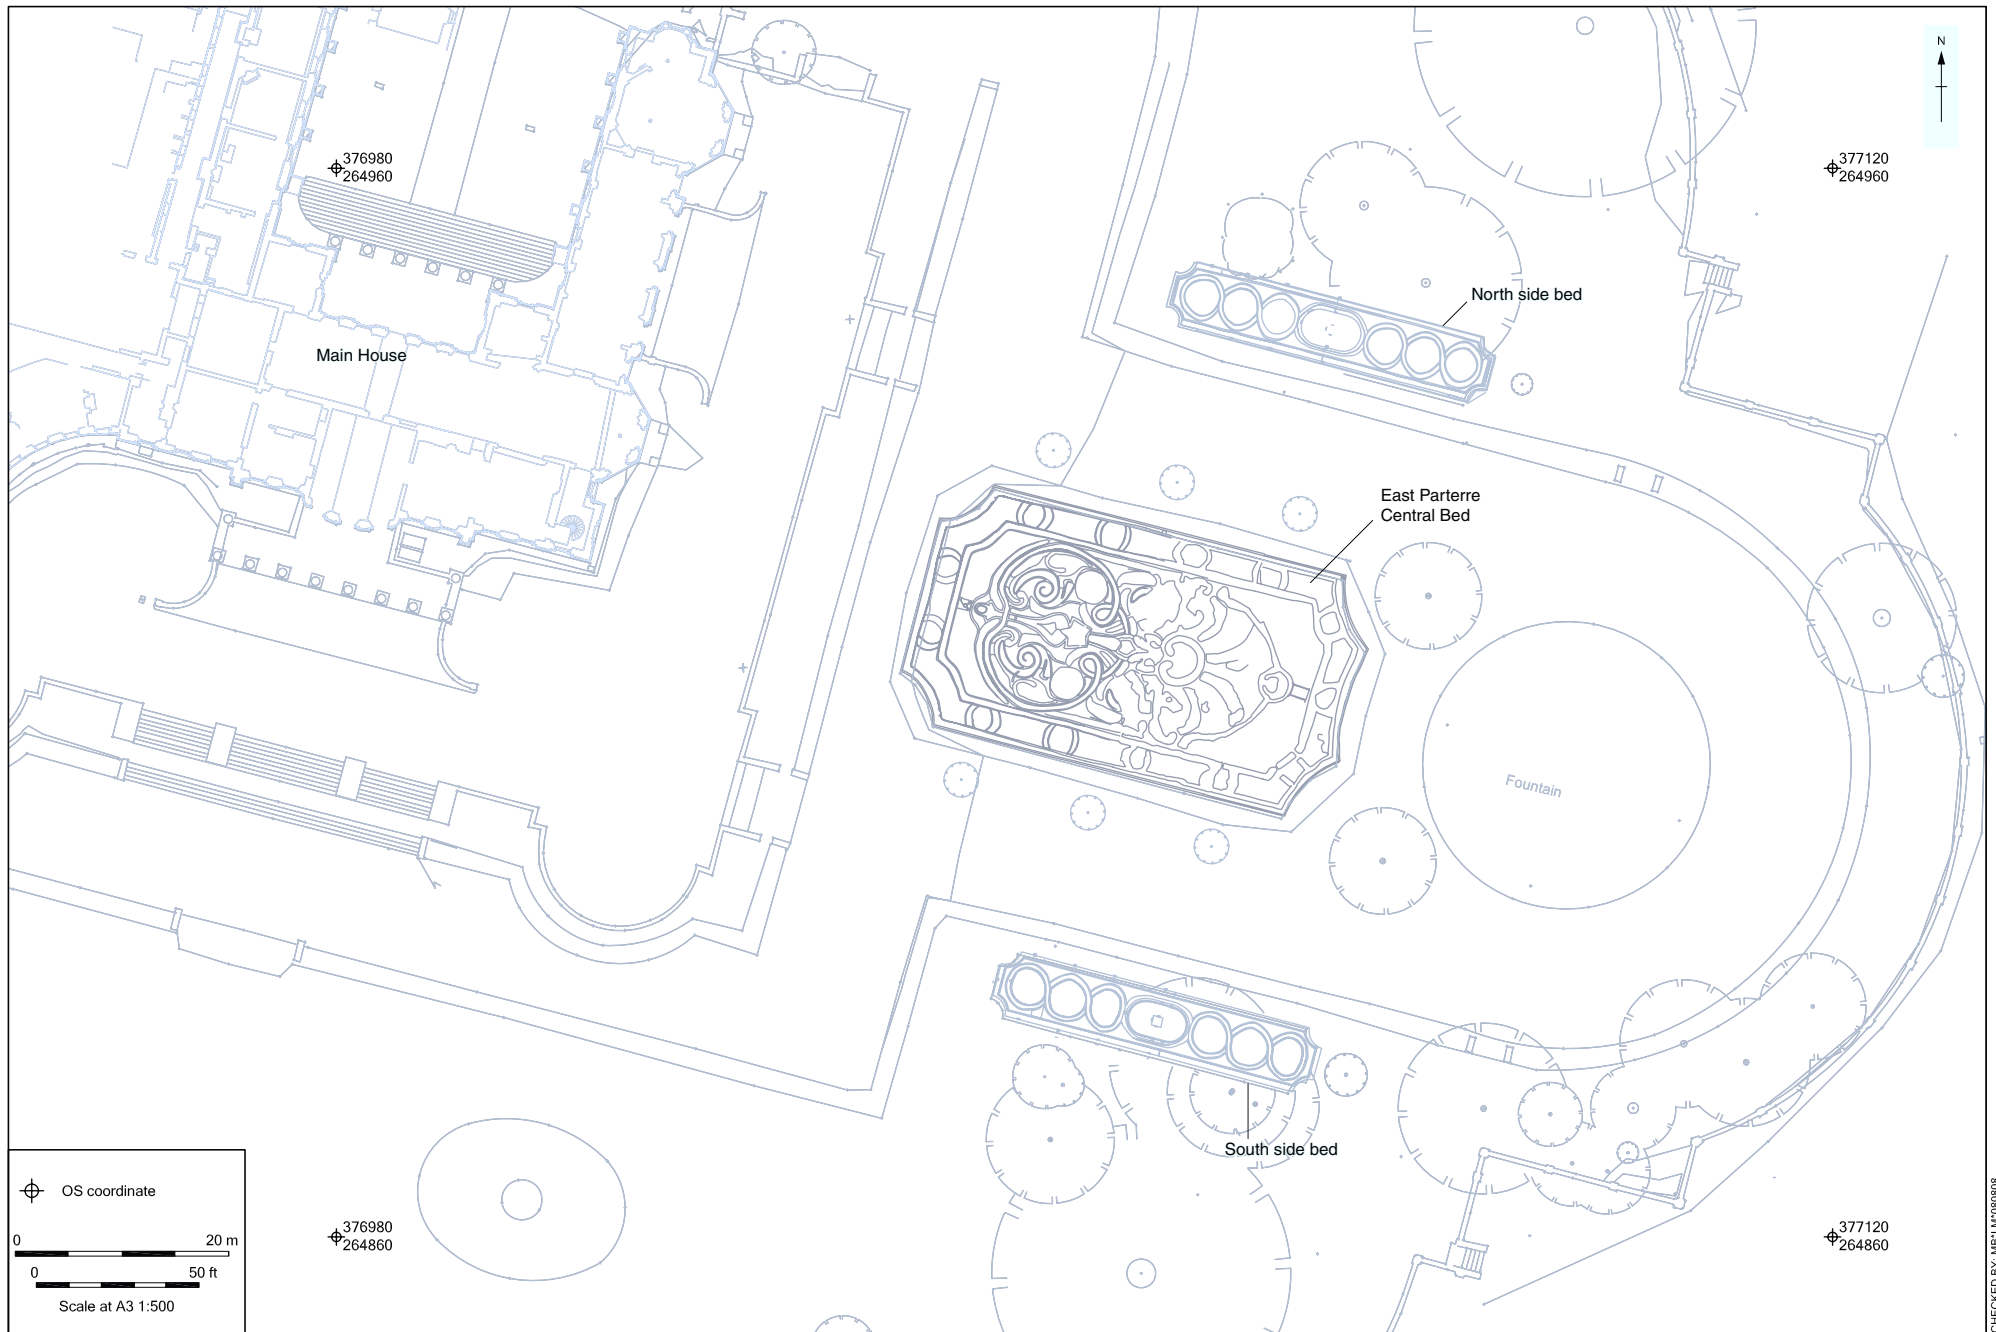 N
376980
264960
377120
264960
North side bed
Main House
East Parterre
Central Bed
Fountain
South side bed
OS coordinate
376980
264860
377120
264860
0 20 m
0 50 ft
Scale at A3 1:500